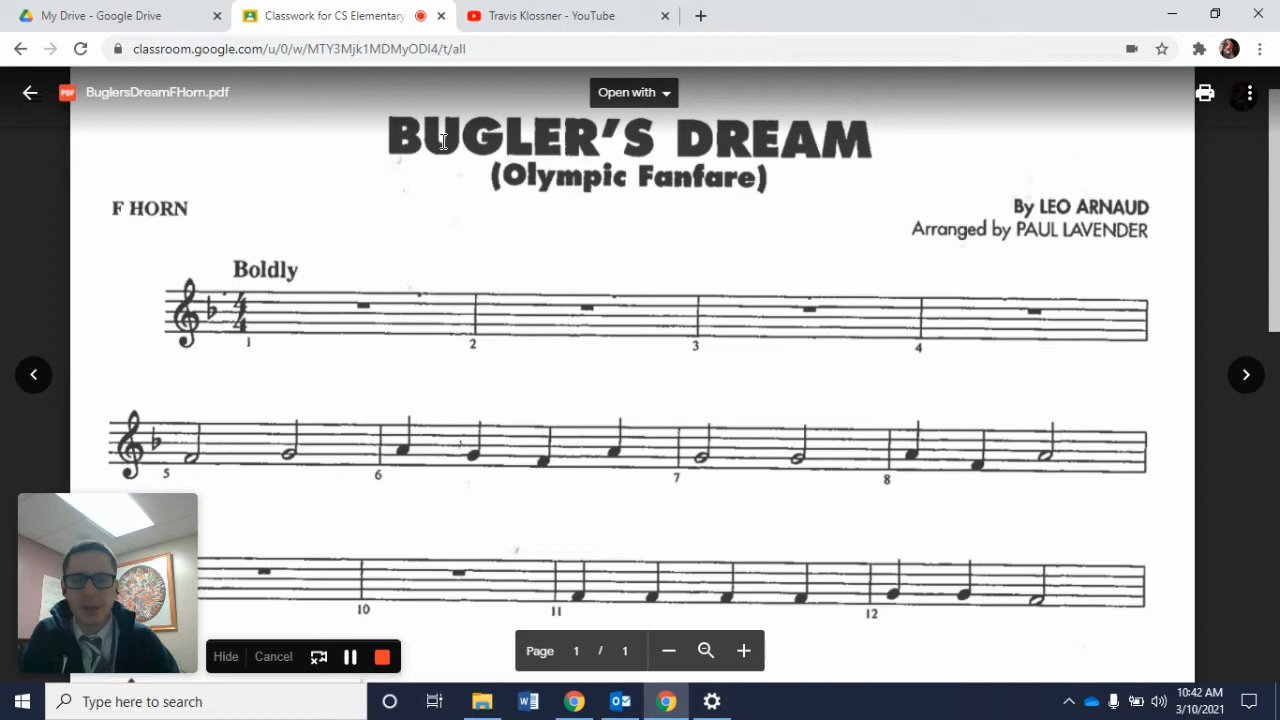 My Drive - Google Drive
Classwork for CS Elementary
Travis Klossner - YouTube
classroom.google.com/u/0/w/MTY3Mjk1MDMyODI4/t/all
PDF BuglersDreamFHorn.pdf
Open with
BUGLER'S DREAM
(Olympic Fanfare)
F HORN
By LEO ARNAUD
Arranged by PAUL LAVENDER
Boldly
4
4
1 2 3 4
5 6 7 8
10 11 12
Hide Cancel
Page 1 / 1
Type here to search
10:42 AM
3/10/2021